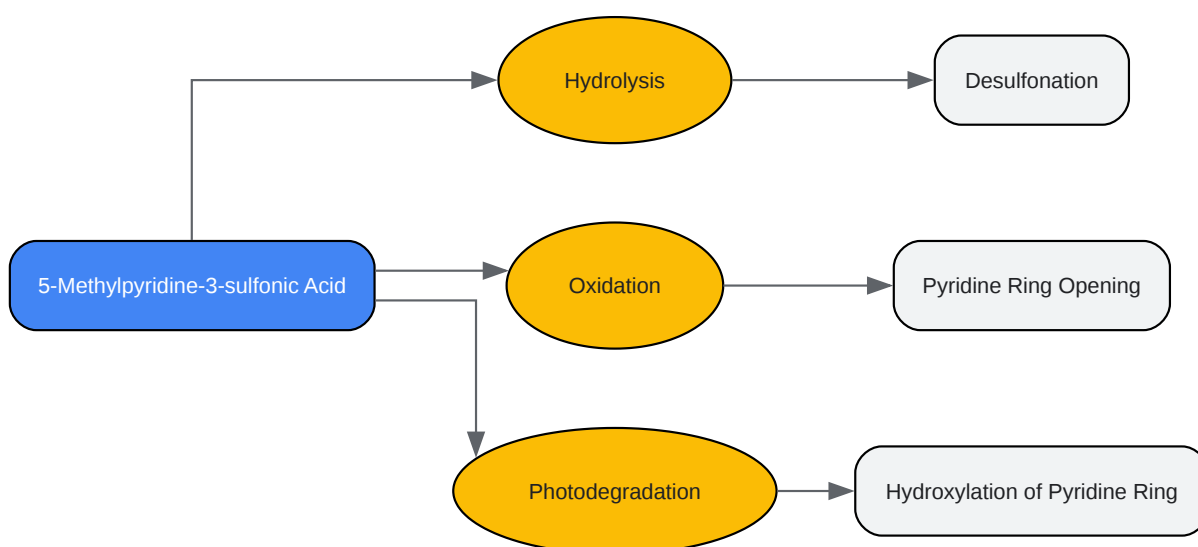 Hydrolysis
Desulfonation
5-Methylpyridine-3-sulfonic Acid
Oxidation
Pyridine Ring Opening
Photodegradation
Hydroxylation of Pyridine Ring